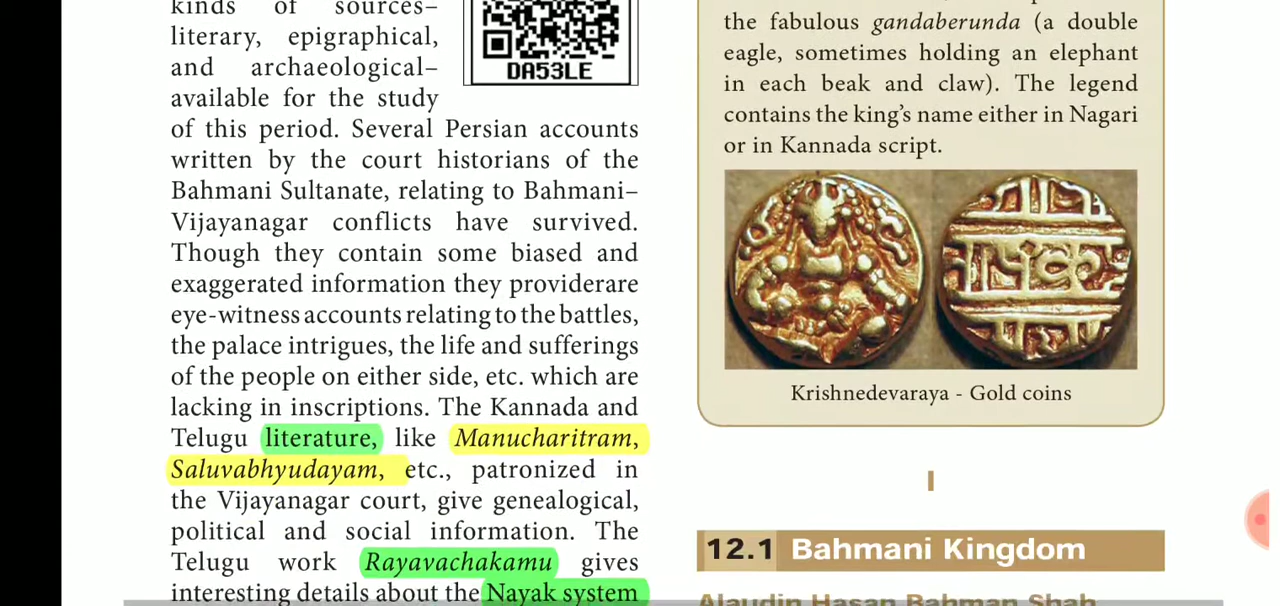 kinds of sources–
literary, epigraphical,
and archaeological–
available for the study
of this period. Several Persian accounts
written by the court historians of the
Bahmani Sultanate, relating to Bahmani–
Vijayanagar conflicts have survived.
Though they contain some biased and
exaggerated information they providerare
eye-witness accounts relating to the battles,
the palace intrigues, the life and sufferings
of the people on either side, etc. which are
lacking in inscriptions. The Kannada and
Telugu literature, like Manucharitram,
Saluvabhyudayam, etc., patronized in
the Vijayanagar court, give genealogical,
political and social information. The
Telugu work Rayavachakamu gives
interesting details about the Nayak system
DA53LE
the fabulous gandaberunda (a double
eagle, sometimes holding an elephant
in each beak and claw). The legend
contains the king's name either in Nagari
or in Kannada script.
Krishnedevaraya - Gold coins
I
12.1 Bahmani Kingdom
Alaudin Hasan Bahman Shah